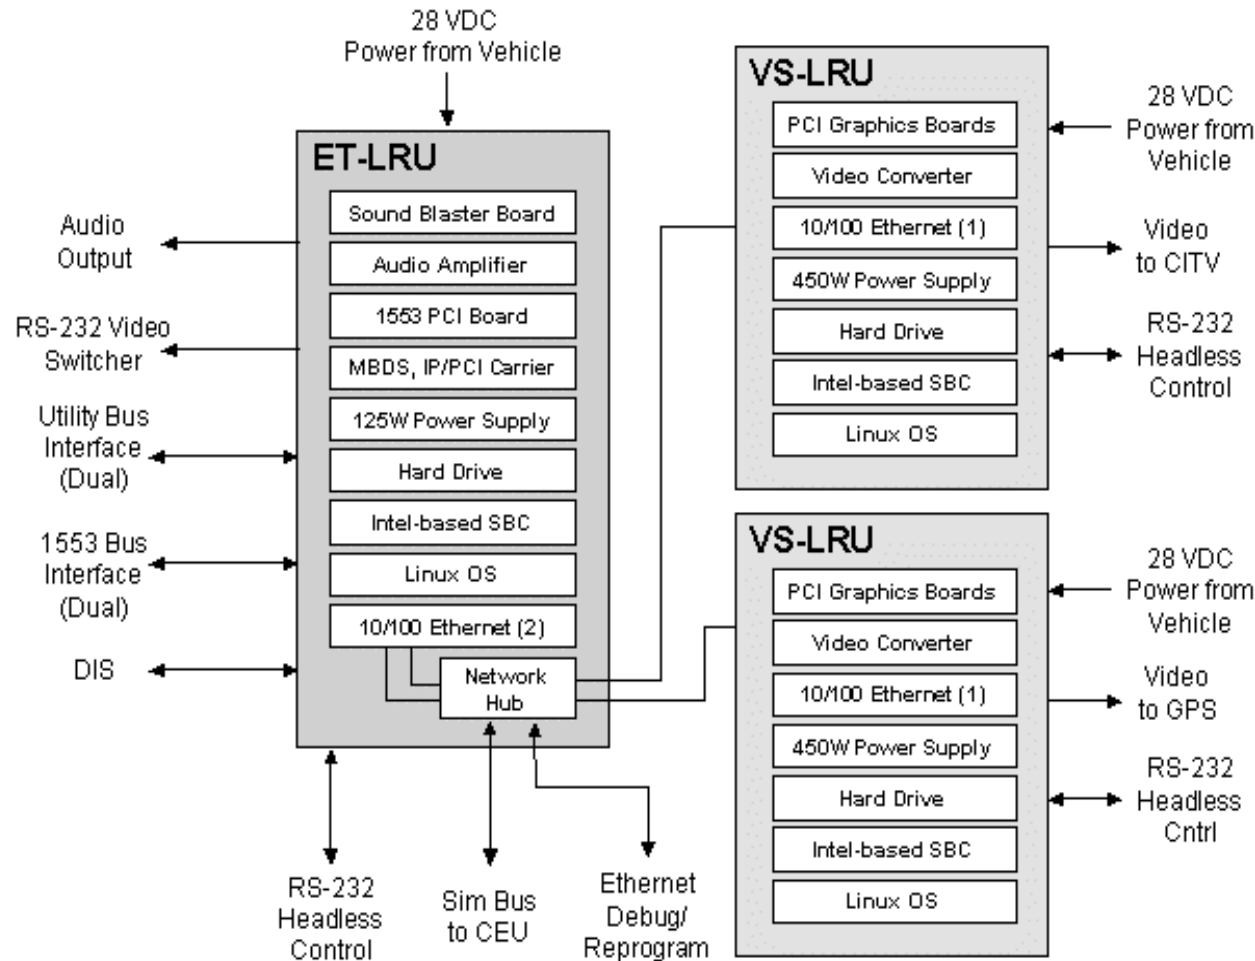 28 VDC
Power from Vehicle
ET-LRU
Sound Blaster Board
Audio Amplifier
1553 PCI Board
MBDS, IP/PCI Carrier
125W Power Supply
Hard Drive
Intel-based SBC
Linux OS
10/100 Ethernet (2)
Network
Hub
Audio
Output
RS-232 Video
Switcher
Utility Bus
Interface
(Dual)
1553 Bus
Interface
(Dual)
DIS
RS-232
Headless
Control
Sim Bus
to CEU
Ethernet
Debug/
Reprogram
VS-LRU
PCI Graphics Boards
Video Converter
10/100 Ethernet (1)
450W Power Supply
Hard Drive
Intel-based SBC
Linux OS
28 VDC
Power from
Vehicle
Video
to CITV
RS-232
Headless
Control
VS-LRU
PCI Graphics Boards
Video Converter
10/100 Ethernet (1)
450W Power Supply
Hard Drive
Intel-based SBC
Linux OS
28 VDC
Power from
Vehicle
Video
to GPS
RS-232
Headless
Cntrl